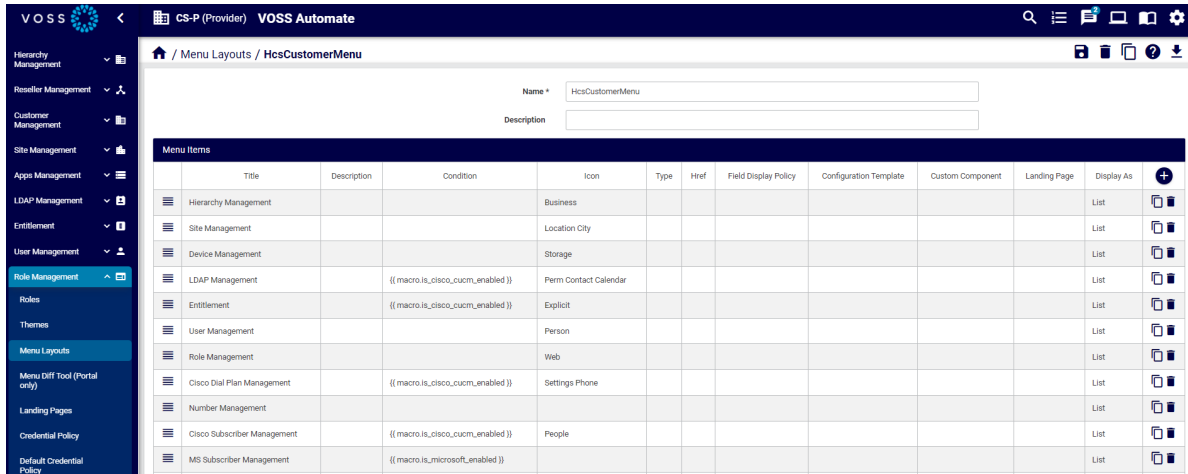 VOSS
CS-P (Provider) VOSS Automate
2
Hierarchy
Management
Reseller Management
Customer
Management
Site Management
Apps Management
LDAP Management
Entitlement
User Management
Role Management
Roles
Themes
Menu Layouts
Menu Diff Tool (Portal
only)
Landing Pages
Credential Policy
Default Credential
Policy
/ Menu Layouts / HcsCustomerMenu
Name * HcsCustomerMenu
Description
Menu Items
Title Description Condition Icon Type Href Field Display Policy Configuration Template Custom Component Landing Page Display As
Hierarchy Management Business List
Site Management Location City List
Device Management Storage List
LDAP Management {{ macro.is_cisco_cucm_enabled }} Perm Contact Calendar List
Entitlement {{ macro.is_cisco_cucm_enabled }} Explicit List
User Management Person List
Role Management Web List
Cisco Dial Plan Management {{ macro.is_cisco_cucm_enabled }} Settings Phone List
Number Management List
Cisco Subscriber Management {{ macro.is_cisco_cucm_enabled }} People List
MS Subscriber Management {{ macro.is_microsoft_enabled }} List